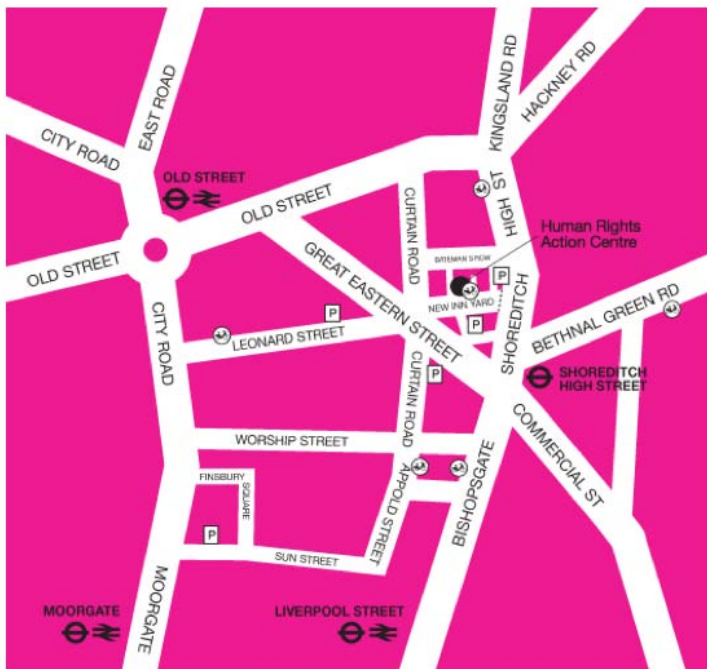 KINGSLAND RD
HACKNEY RD
EAST ROAD
CITY ROAD
OLD STREET
OLD STREET
HIGH ST
CURTAIN ROAD
Human Rights
Action Centre
BATEMAN S ROW
OLD STREET
GREAT EASTERN STREET
P
NEW INN YARD
P
P
SHOREDITCH
BETHNAL GREEN RD
CITY ROAD
LEONARD STREET
P
SHOREDITCH
HIGH STREET
CURTAIN ROAD
COMMERCIAL ST
WORSHIP STREET
FINSBURY
SQUARE
APPOLD STREET
BISHOPSGATE
P
SUN STREET
MOORGATE
MOORGATE
LIVERPOOL STREET